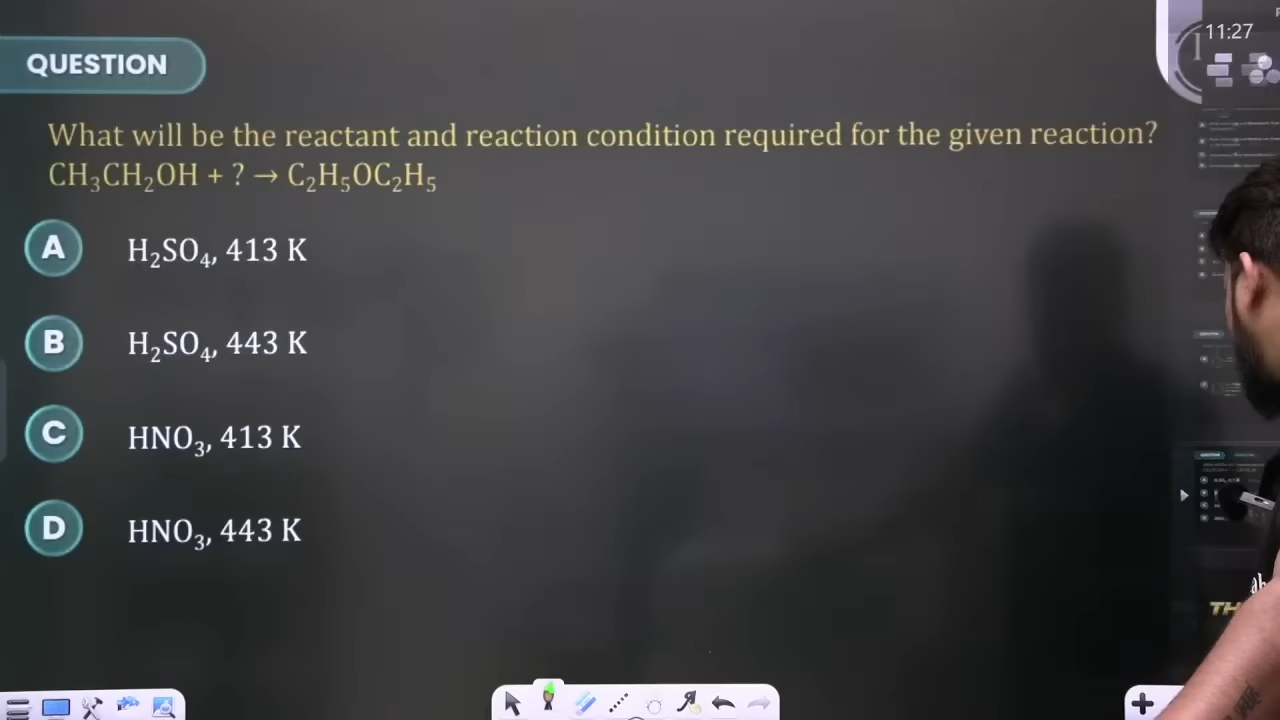 11:27
QUESTION
What will be the reactant and reaction condition required for the given reaction?
CH₃CH₂OH + ? → C₂H₅OC₂H₅
A H₂SO₄, 413 K
B H₂SO₄, 443 K
C HNO₃, 413 K
D HNO₃, 443 K